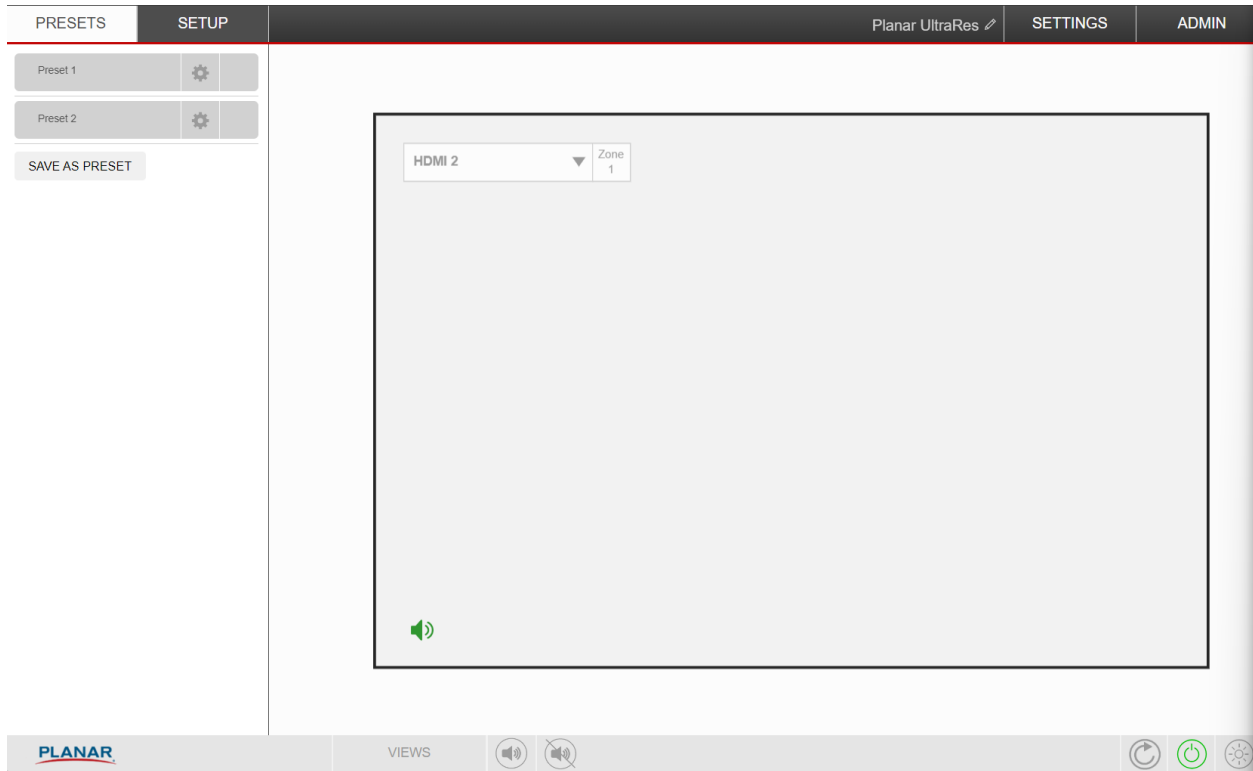 PRESETS
SETUP
Planar UltraRes
SETTINGS
ADMIN
Preset 1
Preset 2
SAVE AS PRESET
HDMI 2
Zone
1
PLANAR
VIEWS